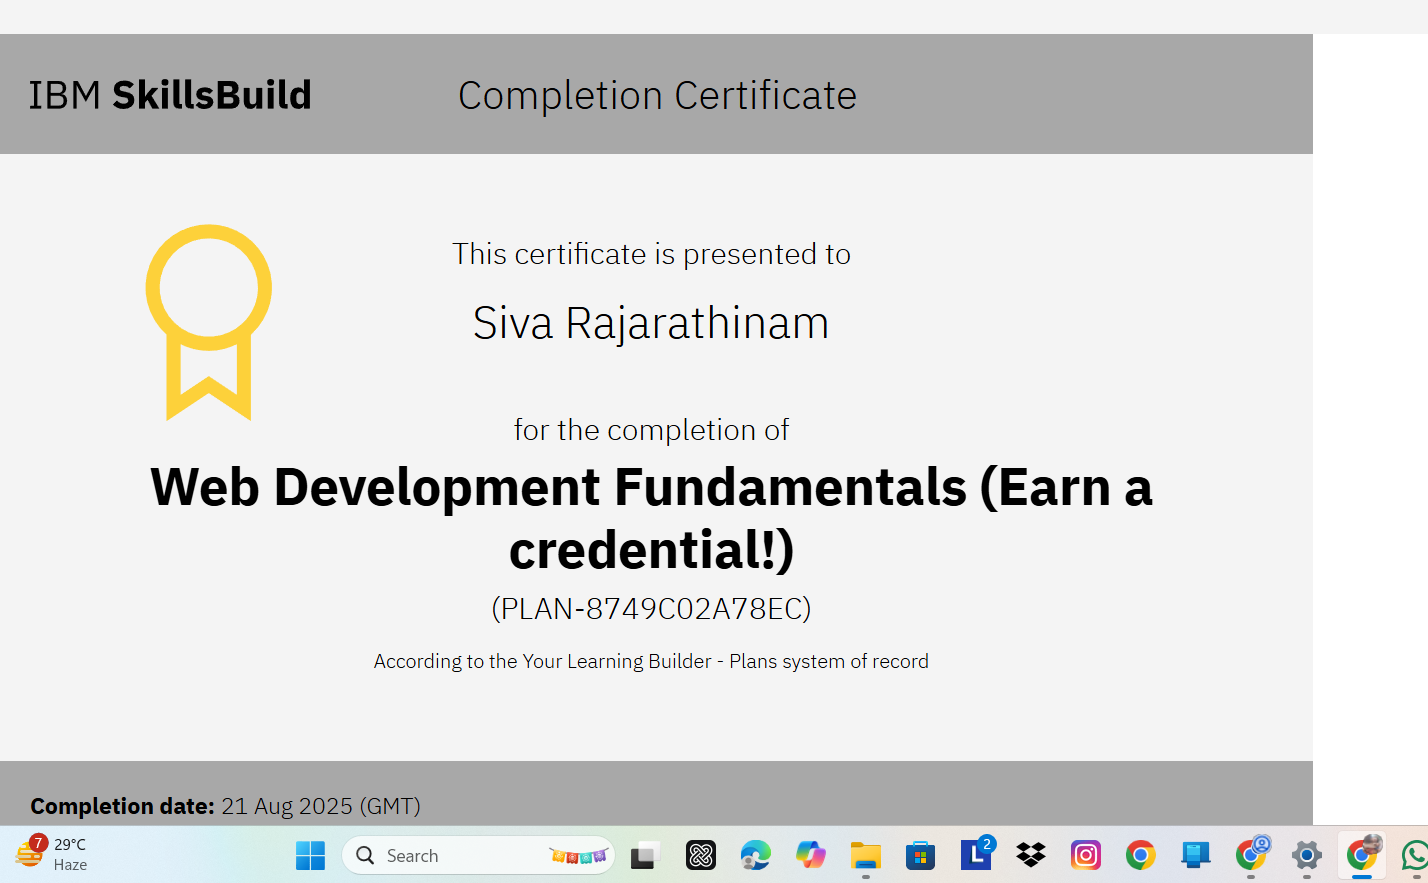 IBM SkillsBuild
Completion Certificate
This certificate is presented to
Siva Rajarathinam
for the completion of
Web Development Fundamentals (Earn a
credential!)
(PLAN-8749C02A78EC)
According to the Your Learning Builder - Plans system of record
Completion date: 21 Aug 2025 (GMT)
7
29°C
Haze
Search
L
2